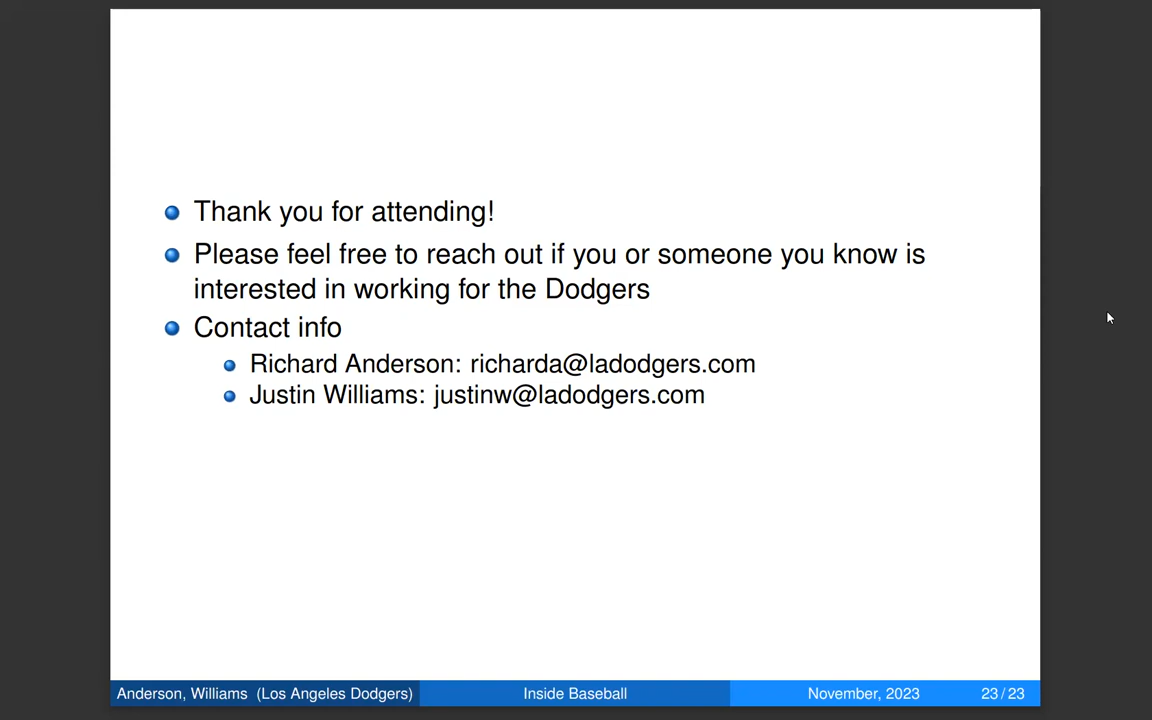 Thank you for attending!
Please feel free to reach out if you or someone you know is
interested in working for the Dodgers
Contact info
Richard Anderson: richarda@ladodgers.com
Justin Williams: justinw@ladodgers.com
Anderson, Williams (Los Angeles Dodgers) Inside Baseball November, 2023 23 / 23